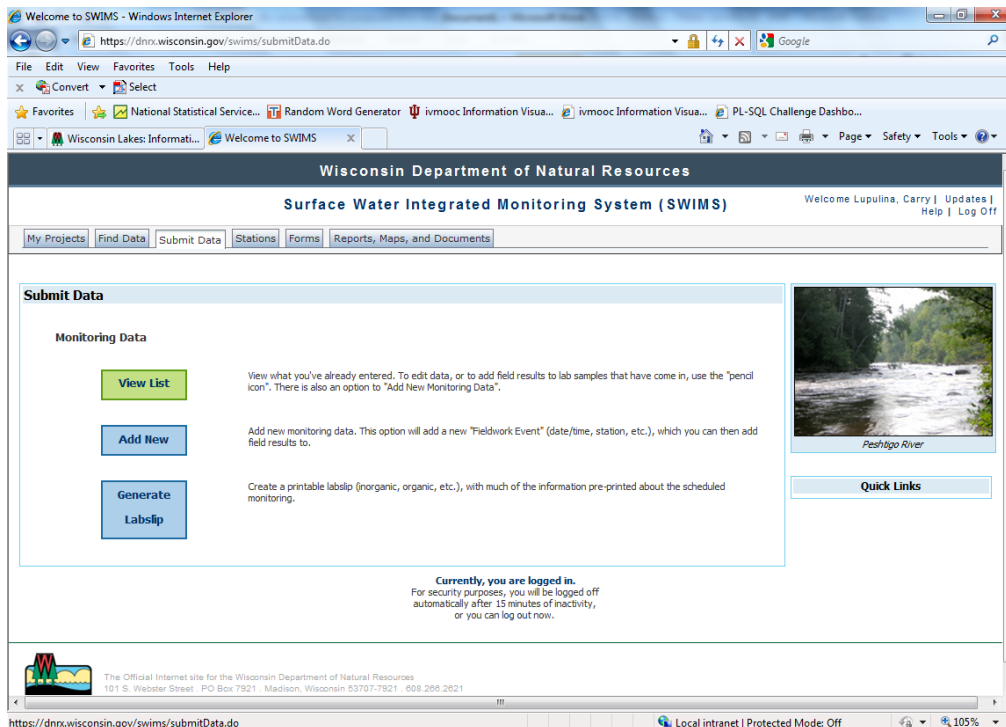 Welcome to SWIMS - Windows Internet Explorer
https://dnrx.wisconsin.gov/swims/submitData.do
Google
File Edit View Favorites Tools Help
x Convert Select
Favorites National Statistical Service... Random Word Generator ivmooc Information Visua... ivmooc Information Visua... PL-SQL Challenge Dashbo...
Wisconsin Lakes: Informati... Welcome to SWIMS x
Page Safety Tools
Wisconsin Department of Natural Resources
Surface Water Integrated Monitoring System (SWIMS)
Welcome Lupulina, Carry | Updates |
Help | Log Off
My Projects Find Data Submit Data Stations Forms Reports, Maps, and Documents
Submit Data
Monitoring Data
View List
View what you've already entered. To edit data, or to add field results to lab samples that have come in, use the "pencil
icon". There is also an option to "Add New Monitoring Data".
Add New
Add new monitoring data. This option will add a new "Fieldwork Event" (date/time, station, etc.), which you can then add
field results to.
Generate
Labslip
Create a printable labslip (inorganic, organic, etc.), with much of the information pre-printed about the scheduled
monitoring.
Peshtigo River
Quick Links
Currently, you are logged in.
For security purposes, you will be logged off
automatically after 15 minutes of inactivity,
or you can log out now.
The Official Internet site for the Wisconsin Department of Natural Resources
101 S. Webster Street . PO Box 7921 . Madison, Wisconsin 53707-7921 . 608.266.2621
https://dnrx.wisconsin.gov/swims/submitData.do
Local intranet | Protected Mode: Off
105%